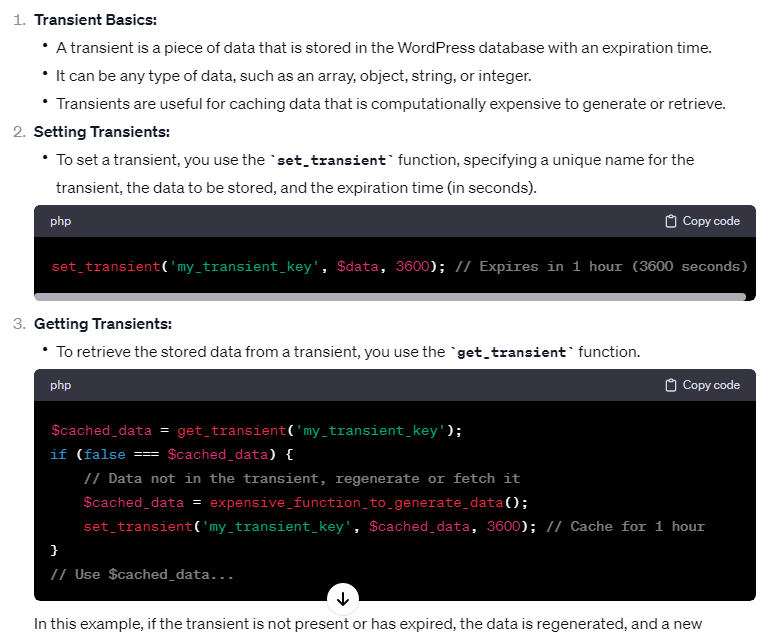 1. Transient Basics:
• A transient is a piece of data that is stored in the WordPress database with an expiration time.
• It can be any type of data, such as an array, object, string, or integer.
• Transients are useful for caching data that is computationally expensive to generate or retrieve.
2. Setting Transients:
• To set a transient, you use the `set_transient` function, specifying a unique name for the
transient, the data to be stored, and the expiration time (in seconds).
php Copy code
set_transient('my_transient_key', $data, 3600); // Expires in 1 hour (3600 seconds)
3. Getting Transients:
• To retrieve the stored data from a transient, you use the `get_transient` function.
php Copy code
$cached_data = get_transient('my_transient_key');
if (false === $cached_data) {
    // Data not in the transient, regenerate or fetch it
    $cached_data = expensive_function_to_generate_data();
    set_transient('my_transient_key', $cached_data, 3600); // Cache for 1 hour
}
// Use $cached_data...
In this example, if the transient is not present or has expired, the data is regenerated, and a new